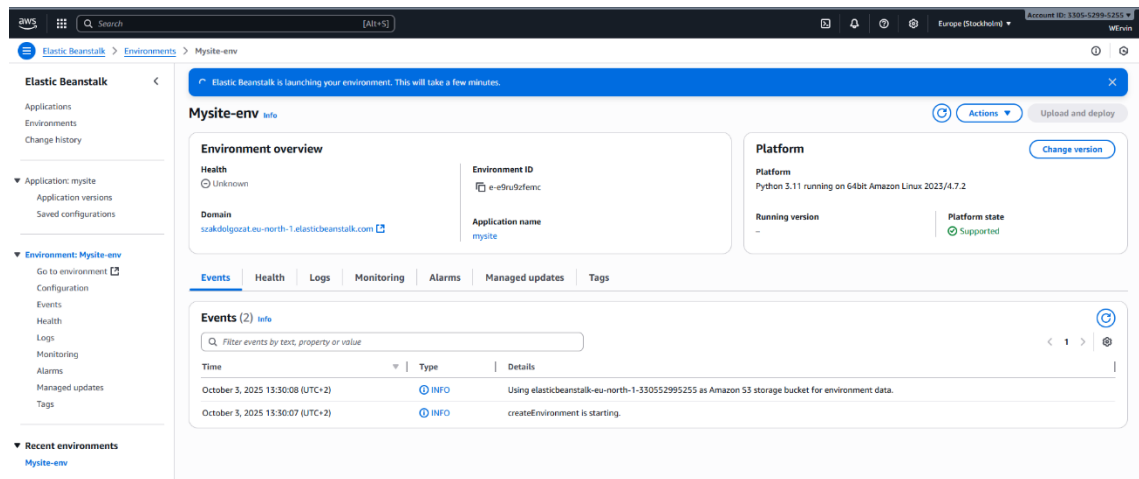 aws Search [Alt+S] Europe (Stockholm) Account ID: 3305-5299-5255
WErvin
Elastic Beanstalk > Environments > Mysite-env
Elastic Beanstalk
Applications
Environments
Change history
Application: mysite
Application versions
Saved configurations
Environment: Mysite-env
Go to environment
Configuration
Events
Health
Logs
Monitoring
Alarms
Managed updates
Tags
Recent environments
Mysite-env
Elastic Beanstalk is launching your environment. This will take a few minutes.
Mysite-env Info Actions Upload and deploy
Environment overview
Health
Unknown
Domain
szakdolgozat.eu-north-1.elasticbeanstalk.com
Environment ID
e-e9ru9zfemc
Application name
mysite
Platform Change version
Platform
Python 3.11 running on 64bit Amazon Linux 2023/4.7.2
Running version
–
Platform state
Supported
Events Health Logs Monitoring Alarms Managed updates Tags
Events (2) Info
Filter events by text, property or value
< 1 >
Time Type Details
October 3, 2025 13:30:08 (UTC+2) INFO Using elasticbeanstalk-eu-north-1-330552995255 as Amazon S3 storage bucket for environment data.
October 3, 2025 13:30:07 (UTC+2) INFO createEnvironment is starting.